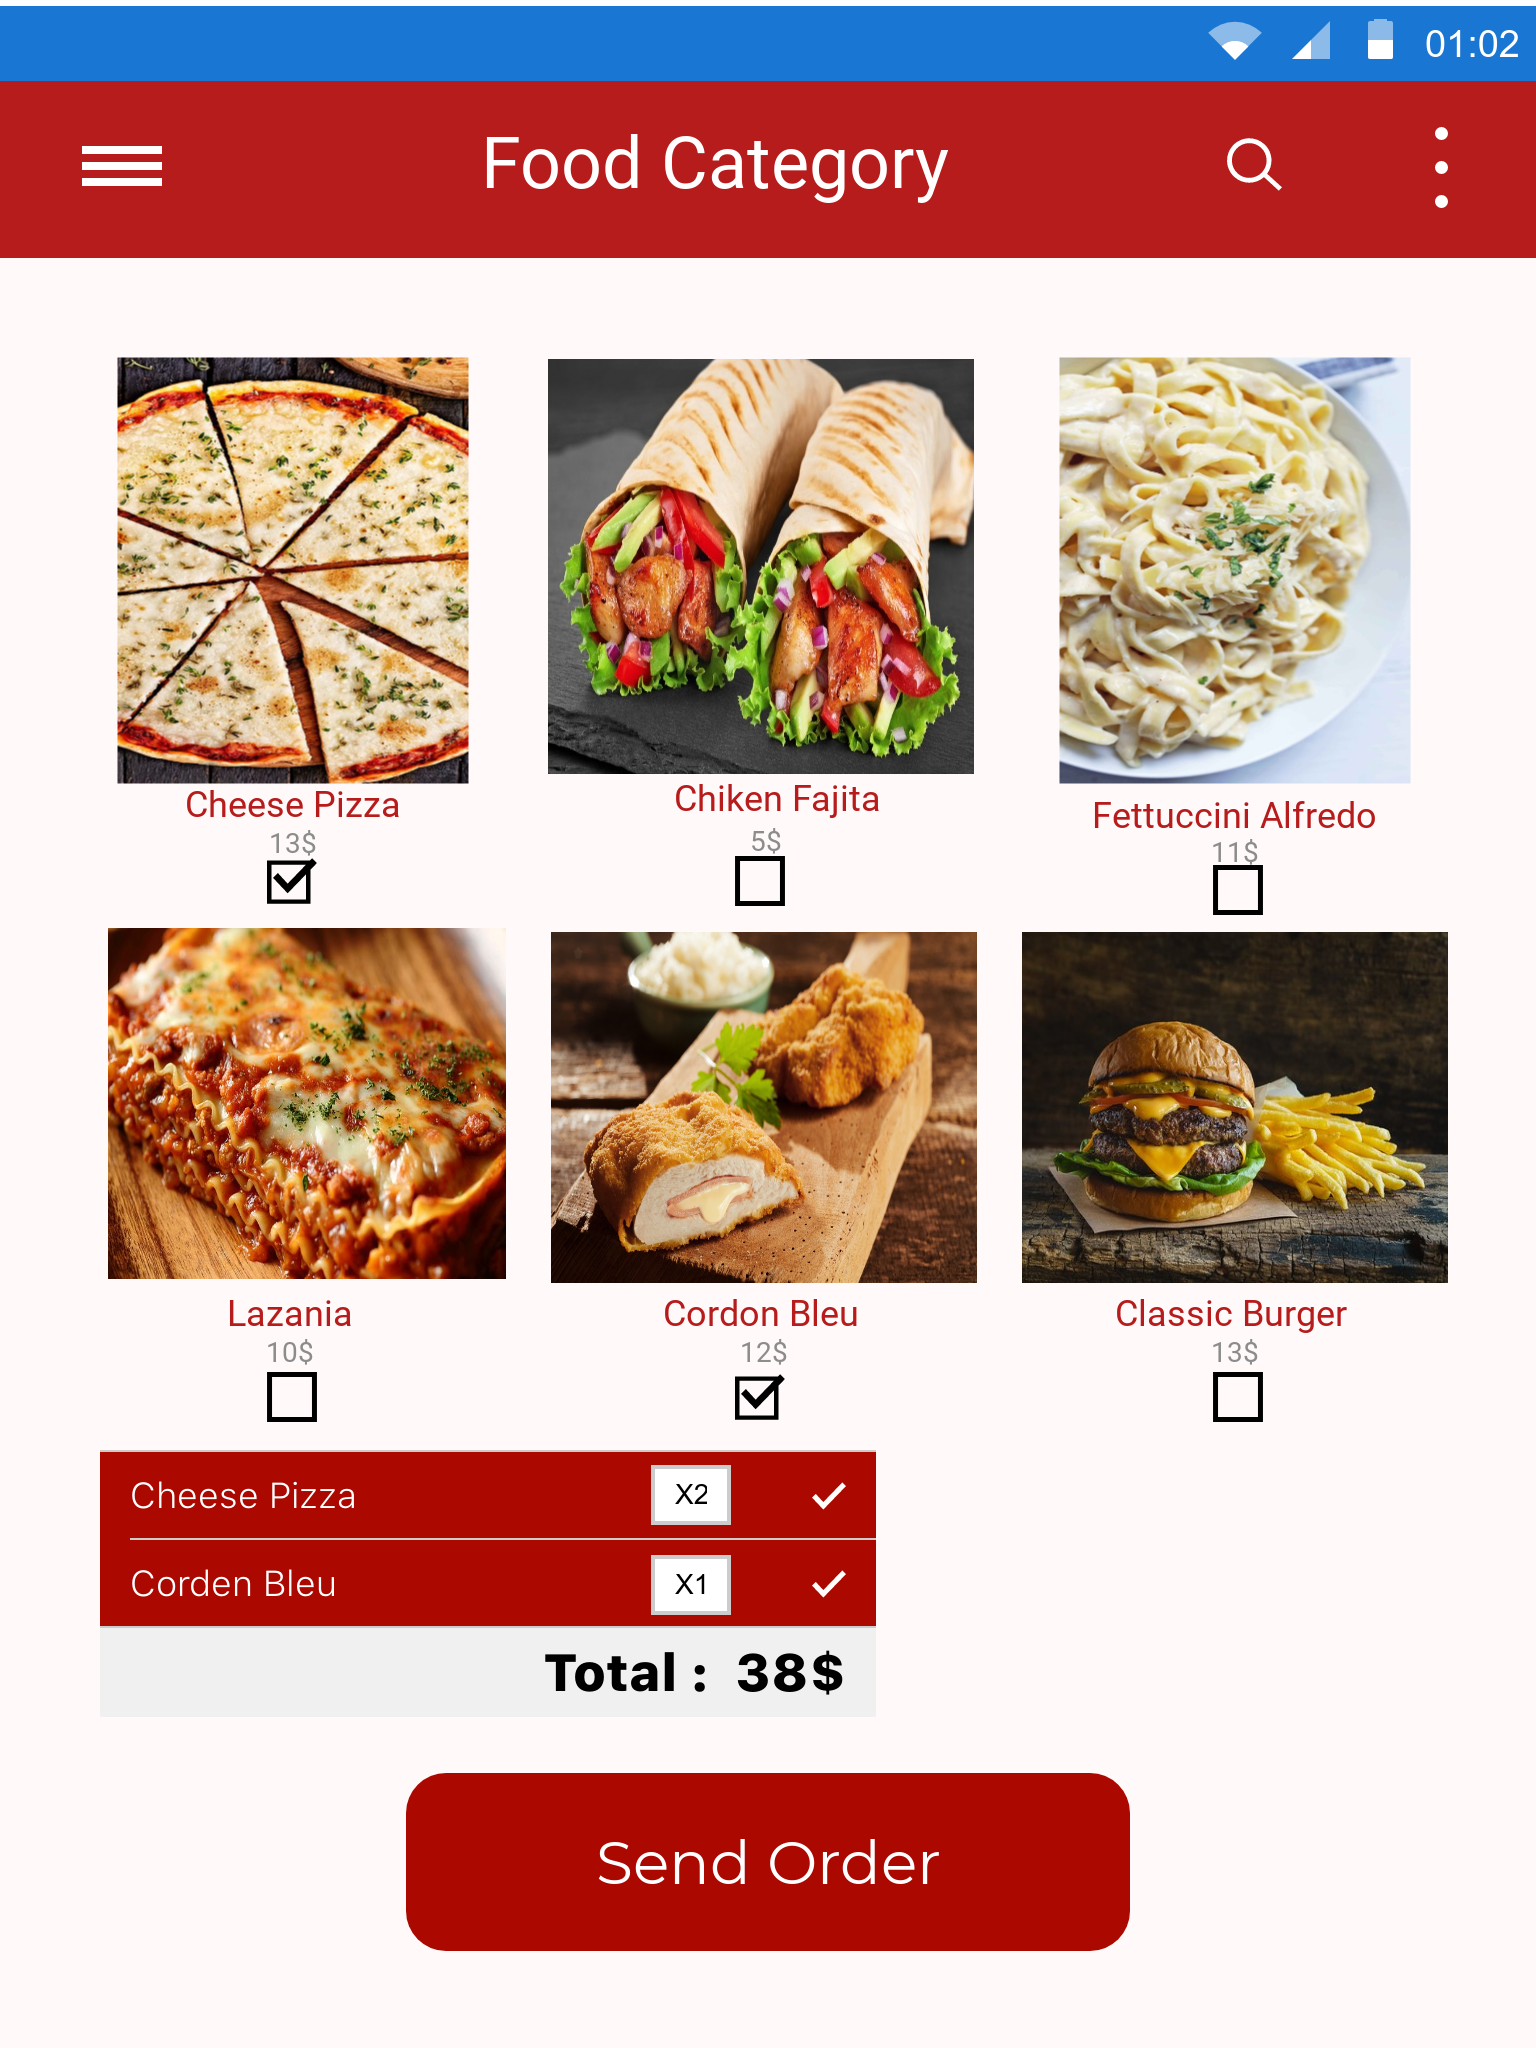 01:02
Food Category
Cheese Pizza
13$
Chiken Fajita
5$
Fettuccini Alfredo
11$
Lazania
10$
Cordon Bleu
12$
Classic Burger
13$
Cheese Pizza X2
Corden Bleu X1
Total : 38$
Send Order